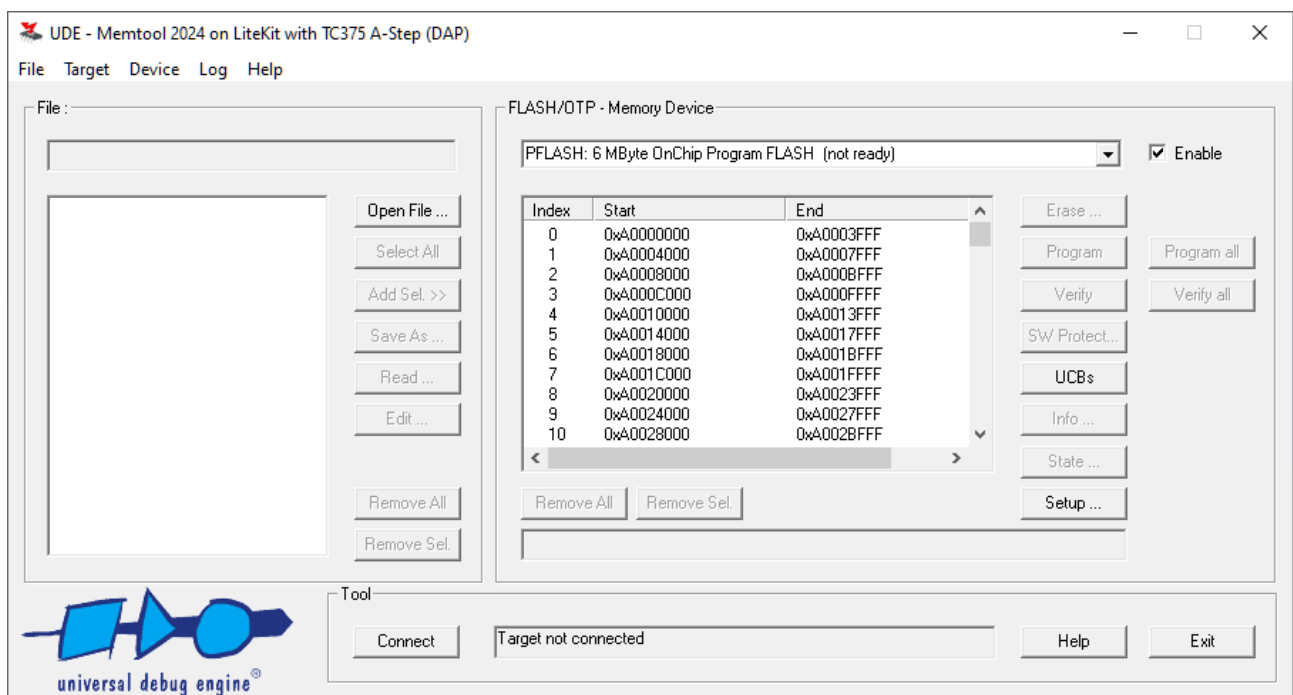 UDE - Memtool 2024 on LiteKit with TC375 A-Step (DAP)
File Target Device Log Help
File :
Open File ...
Select All
Add Sel. >>
Save As ...
Read ...
Edit ...
Remove All
Remove Sel.
FLASH/OTP - Memory Device
PFLASH: 6 MByte OnChip Program FLASH (not ready)
Enable
Index Start End
0 0xA0000000 0xA0003FFF
1 0xA0004000 0xA0007FFF
2 0xA0008000 0xA000BFFF
3 0xA000C000 0xA000FFFF
4 0xA0010000 0xA0013FFF
5 0xA0014000 0xA0017FFF
6 0xA0018000 0xA001BFFF
7 0xA001C000 0xA001FFFF
8 0xA0020000 0xA0023FFF
9 0xA0024000 0xA0027FFF
10 0xA0028000 0xA002BFFF
Remove All Remove Sel.
Erase ...
Program Program all
Verify Verify all
SW Protect...
UCBs
Info ...
State ...
Setup ...
universal debug engine®
Tool
Connect Target not connected Help Exit